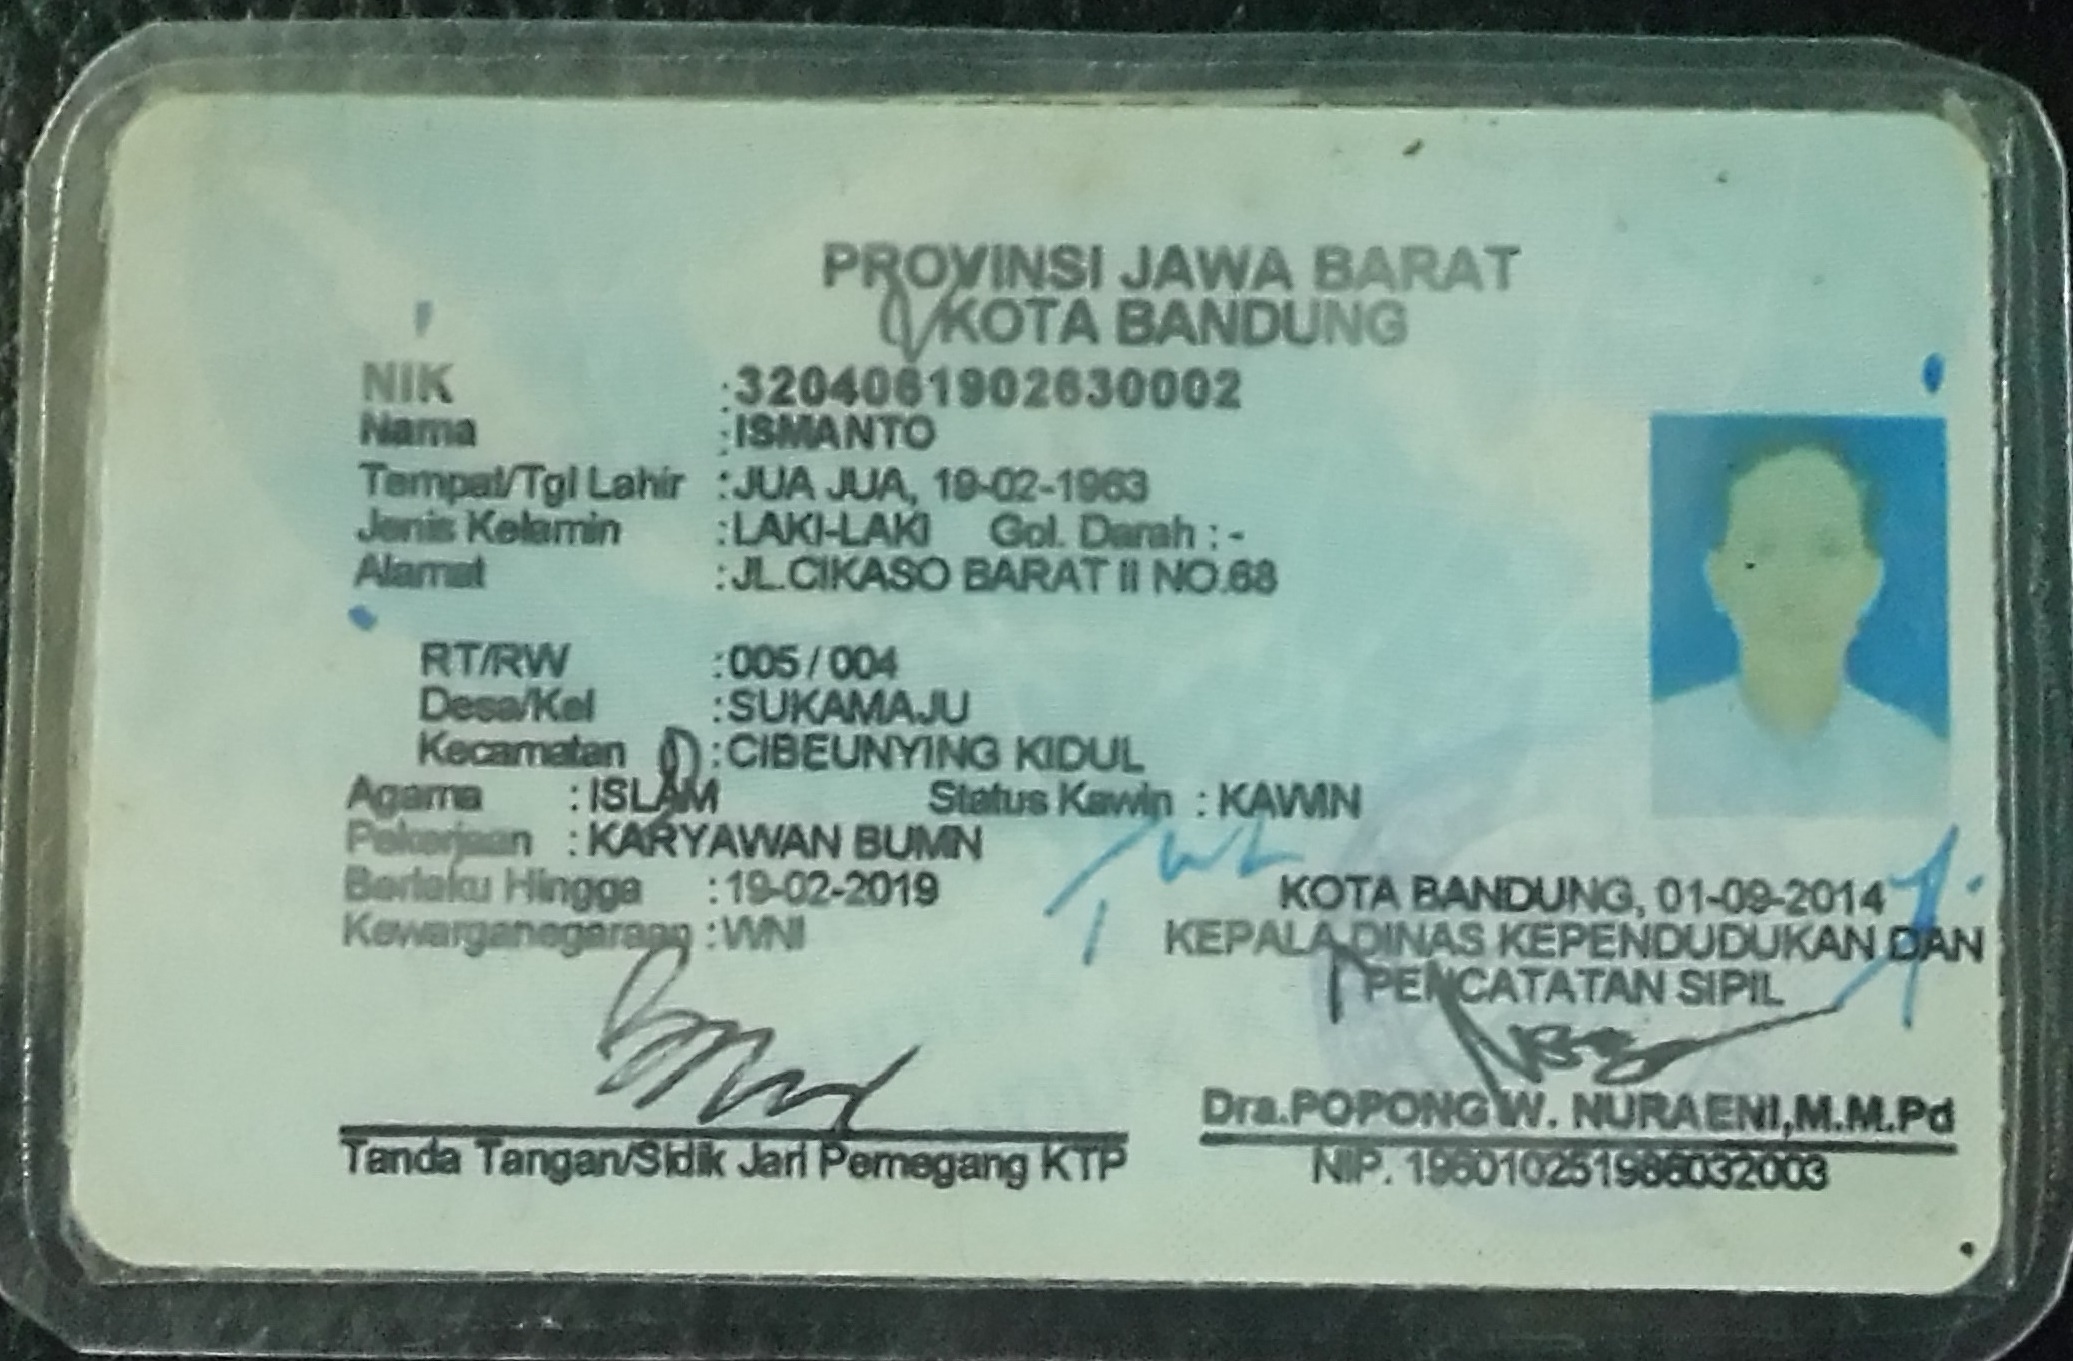 PROVINSI JAWA BARAT
KOTA BANDUNG
NIK :3204061902630002
Nama :ISMANTO
Tempat/Tgl Lahir :JUA JUA, 19-02-1963
Jenis Kelamin :LAKI-LAKI Gol. Darah : -
Alamat :JL.CIKASO BARAT II NO.68
RT/RW :005 / 004
Desa/Kel :SUKAMAJU
Kecamatan :CIBEUNYING KIDUL
Agama : ISLAM Status Kawin : KAWIN
Pekerjaan : KARYAWAN BUMN
Berlaku Hingga :19-02-2019
Kewarganegaraan :WNI
KOTA BANDUNG, 01-09-2014
KEPALA DINAS KEPENDUDUKAN DAN
PENCATATAN SIPIL
Dra.POPONG W. NURAENI,M.M.Pd
NIP. 196010251986032003
Tanda Tangan/Sidik Jari Pemegang KTP